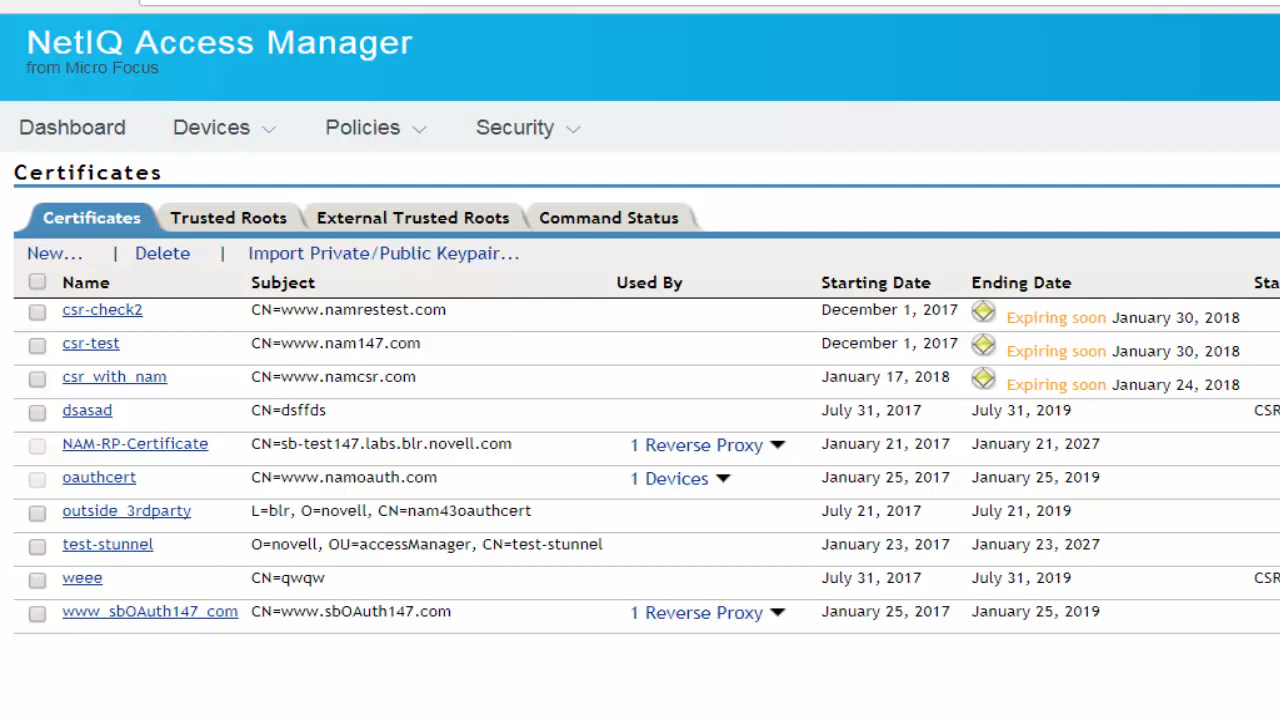 NetIQ Access Manager
from Micro Focus
Dashboard Devices Policies Security
Certificates
Certificates Trusted Roots External Trusted Roots Command Status
New... | Delete | Import Private/Public Keypair...
Name Subject Used By Starting Date Ending Date Sta
csr-check2 CN=www.namrestest.com December 1, 2017 Expiring soon January 30, 2018
csr-test CN=www.nam147.com December 1, 2017 Expiring soon January 30, 2018
csr_with_nam CN=www.namcsr.com January 17, 2018 Expiring soon January 24, 2018
dsasad CN=dsffds July 31, 2017 July 31, 2019 CSR
NAM-RP-Certificate CN=sb-test147.labs.blr.novell.com 1 Reverse Proxy January 21, 2017 January 21, 2027
oauthcert CN=www.namoauth.com 1 Devices January 25, 2017 January 25, 2019
outside_3rdparty L=blr, O=novell, CN=nam43oauthcert July 21, 2017 July 21, 2019
test-stunnel O=novell, OU=accessManager, CN=test-stunnel January 23, 2017 January 23, 2027
weee CN=qwqw July 31, 2017 July 31, 2019 CSR
www_sbOAuth147_com CN=www.sbOAuth147.com 1 Reverse Proxy January 25, 2017 January 25, 2019